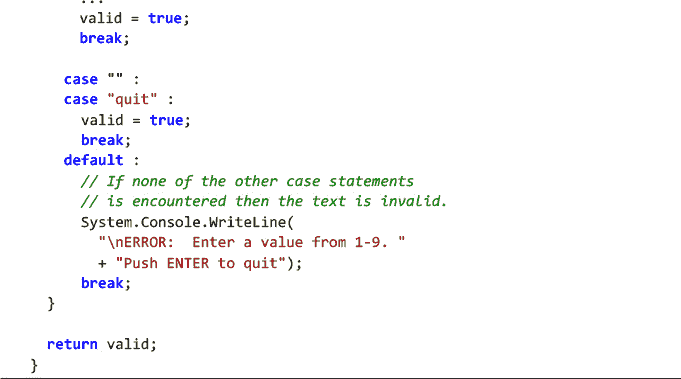 ...
valid = true;
break;
case "" :
case "quit" :
valid = true;
break;
default :
// If none of the other case statements
// is encountered then the text is invalid.
System.Console.WriteLine(
"\nERROR:  Enter a value from 1-9. "
+ "Push ENTER to quit");
break;
}
return valid;
}